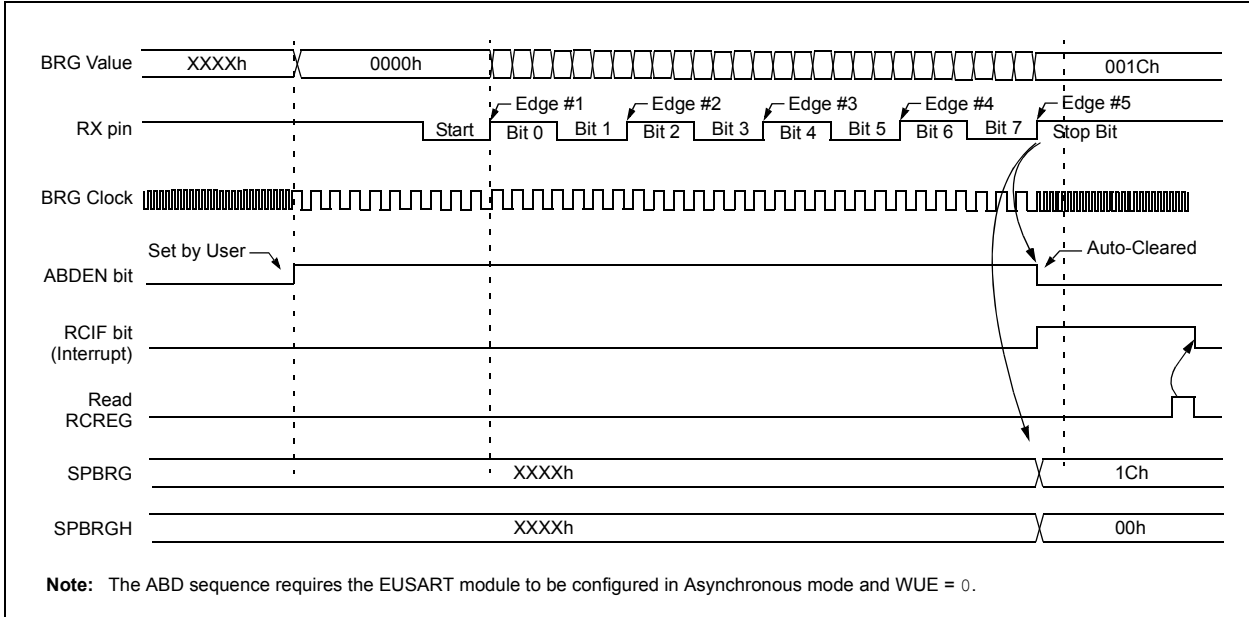 BRG Value XXXXh 0000h 001Ch
Edge #1 Edge #2 Edge #3 Edge #4 Edge #5
RX pin Start Bit 0 Bit 1 Bit 2 Bit 3 Bit 4 Bit 5 Bit 6 Bit 7 Stop Bit
BRG Clock
Set by User Auto-Cleared
ABDEN bit
RCIF bit
(Interrupt)
Read
RCREG
SPBRG XXXXh 1Ch
SPBRGH XXXXh 00h
Note: The ABD sequence requires the EUSART module to be configured in Asynchronous mode and WUE = 0.